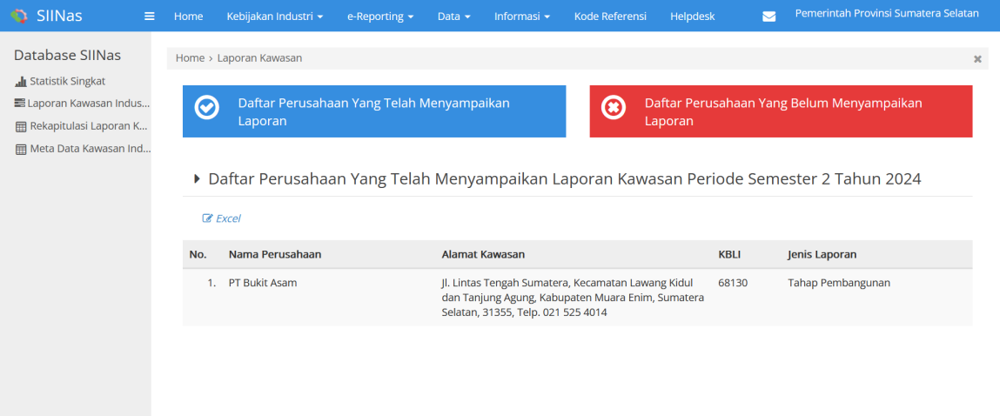 SIINas
Home
Kebijakan Industri
e-Reporting
Data
Informasi
Kode Referensi
Helpdesk
Pemerintah Provinsi Sumatera Selatan
Database SIINas
Statistik Singkat
Laporan Kawasan Indus...
Rekapitulasi Laporan K...
Meta Data Kawasan Ind...
Home > Laporan Kawasan
Daftar Perusahaan Yang Telah Menyampaikan
Laporan
Daftar Perusahaan Yang Belum Menyampaikan
Laporan
Daftar Perusahaan Yang Telah Menyampaikan Laporan Kawasan Periode Semester 2 Tahun 2024
Excel
No. Nama Perusahaan Alamat Kawasan KBLI Jenis Laporan
1. PT Bukit Asam Jl. Lintas Tengah Sumatera, Kecamatan Lawang Kidul 68130 Tahap Pembangunan
dan Tanjung Agung, Kabupaten Muara Enim, Sumatera
Selatan, 31355, Telp. 021 525 4014